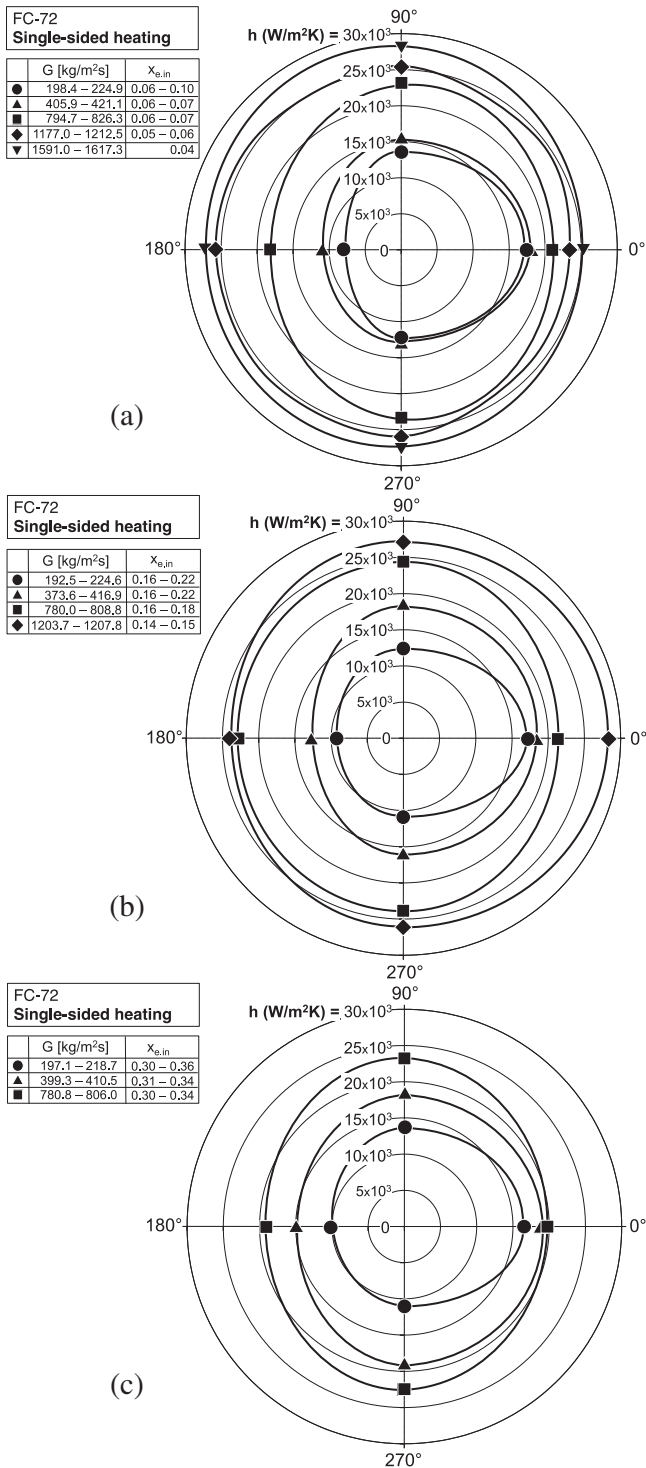 FC-72
Single-sided heating
G [kg/m²s] x e.in
● 198.4 – 224.9 0.06 – 0.10
▲ 405.9 – 421.1 0.06 – 0.07
■ 794.7 – 826.3 0.06 – 0.07
◆ 1177.0 – 1212.5 0.05 – 0.06
▼ 1591.0 – 1617.3 0.04
90°
h (W/m²K) = 30x10³
25x10³
20x10³
15x10³
10x10³
5x10³
180° 0 0°
270°
(a)
FC-72
Single-sided heating
G [kg/m²s] x e,in
● 192.5 – 224.6 0.16 – 0.22
▲ 373.6 – 416.9 0.16 – 0.22
■ 780.0 – 808.8 0.16 – 0.18
◆ 1203.7 – 1207.8 0.14 – 0.15
90°
h (W/m²K) = 30x10³
25x10³
20x10³
15x10³
10x10³
5x10³
180° 0 0°
270°
(b)
FC-72
Single-sided heating
G [kg/m²s] x e.in
● 197.1 – 218.7 0.30 – 0.36
▲ 399.3 – 410.5 0.31 – 0.34
■ 780.8 – 806.0 0.30 – 0.34
90°
h (W/m²K) = 30x10³
25x10³
20x10³
15x10³
10x10³
5x10³
180° 0 0°
270°
(c)